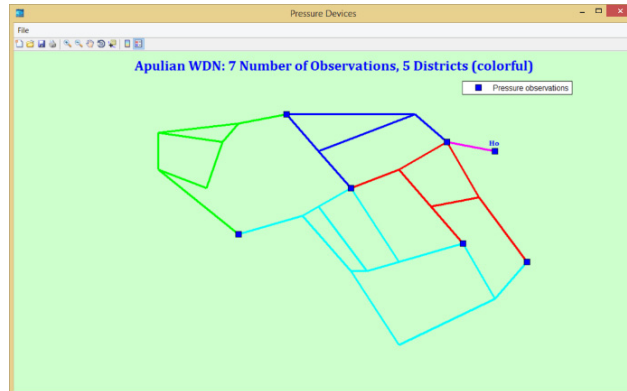 Pressure Devices
File
Apulian WDN: 7 Number of Observations, 5 Districts (colorful)
Pressure observations
Ho